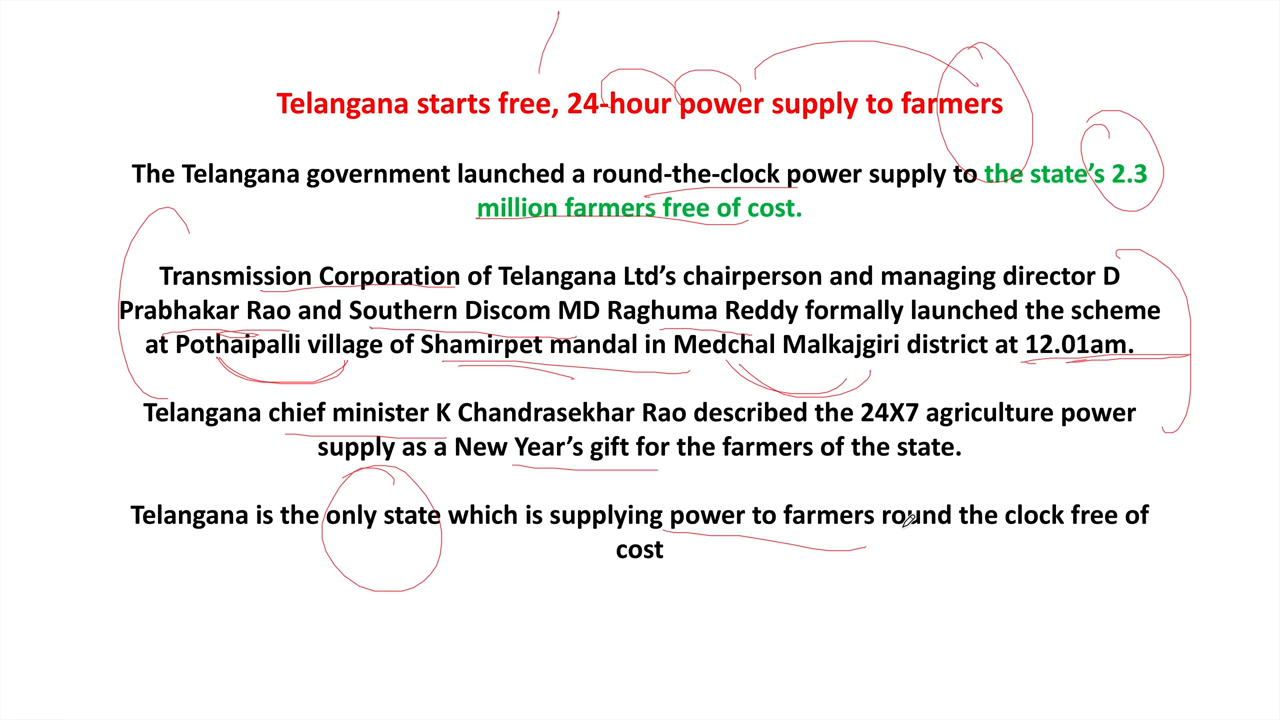 Telangana starts free, 24-hour power supply to farmers
The Telangana government launched a round-the-clock power supply to the state's 2.3
million farmers free of cost.
Transmission Corporation of Telangana Ltd's chairperson and managing director D
Prabhakar Rao and Southern Discom MD Raghuma Reddy formally launched the scheme
at Pothaipalli village of Shamirpet mandal in Medchal Malkajgiri district at 12.01am.
Telangana chief minister K Chandrasekhar Rao described the 24X7 agriculture power
supply as a New Year's gift for the farmers of the state.
Telangana is the only state which is supplying power to farmers round the clock free of
cost